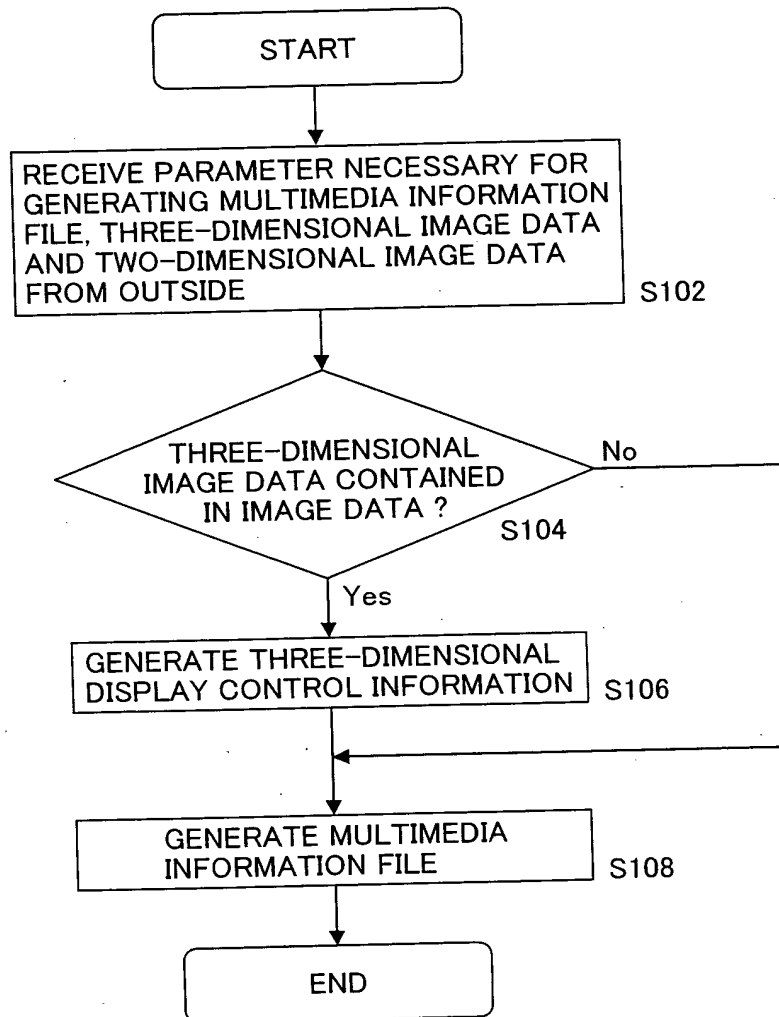 START
RECEIVE PARAMETER NECESSARY FOR
GENERATING MULTIMEDIA INFORMATION
FILE, THREE-DIMENSIONAL IMAGE DATA
AND TWO-DIMENSIONAL IMAGE DATA
FROM OUTSIDE
S102
THREE-DIMENSIONAL
IMAGE DATA CONTAINED
IN IMAGE DATA ?
No
S104
Yes
GENERATE THREE-DIMENSIONAL
DISPLAY CONTROL INFORMATION
S106
GENERATE MULTIMEDIA
INFORMATION FILE
S108
END